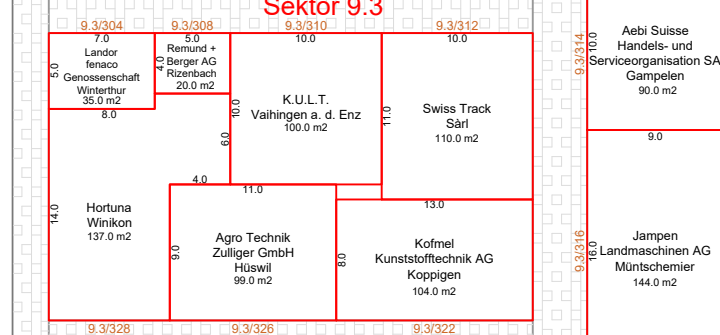 Sektor 9.3
9.3/304
9.3/308
9.3/310
9.3/312
7.0
5.0
Landor
fenaco
Genossenschaft
Winterthur
35.0 m2
8.0
5.0
4.0
Remund +
Berger AG
Rizenbach
20.0 m2
6.0
10.0
10.0
K.U.L.T.
Vaihingen a. d. Enz
100.0 m2
10.0
11.0
Swiss Track
Sàrl
110.0 m2
9.3/314
10.0
Aebi Suisse
Handels- und
Serviceorganisation SA
Gampelen
90.0 m2
9.0
14.0
Hortuna
Winikon
137.0 m2
4.0
11.0
9.0
Agro Technik
Zulliger GmbH
Hüswil
99.0 m2
13.0
8.0
Kofmel
Kunststofftechnik AG
Koppigen
104.0 m2
9.3/316
16.0
Jampen
Landmaschinen AG
Müntschemier
144.0 m2
9.3/328
9.3/326
9.3/322